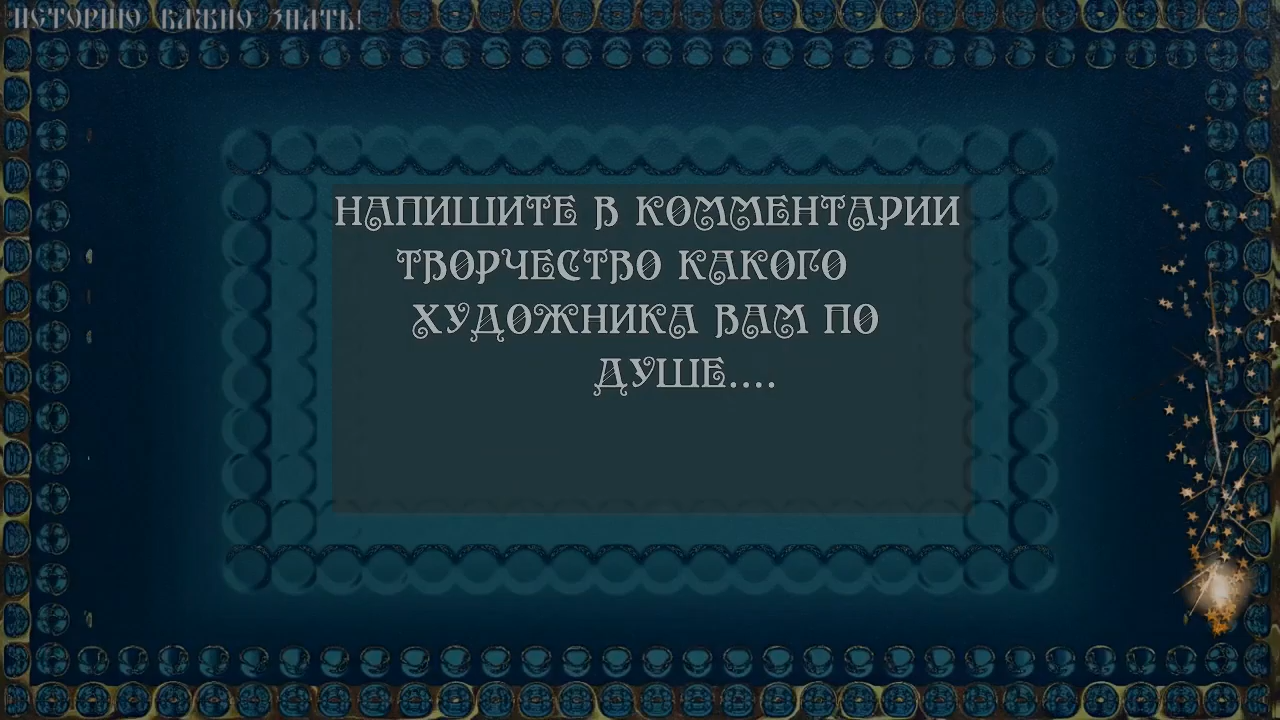 ИСТОРИЮ ВАЖНО ЗНАТЬ!
НАПИШИТЕ В КОММЕНТАРИИ
ТВОРЧЕСТВО КАКОГО
ХУДОЖНИКА ВАМ ПО
ДУШЕ....